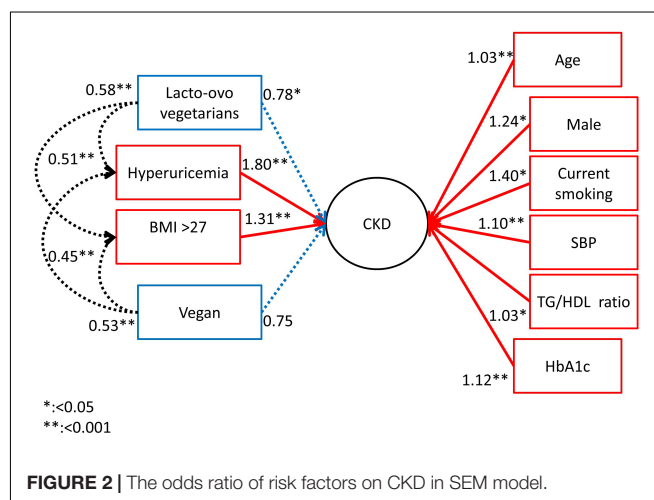 0.58**
Lacto-ovo
vegetarians
0.78*
0.51**
Hyperuricemia
1.80**
BMI >27
1.31**
0.45**
0.53**
Vegan
0.75
CKD
1.03**
Age
1.24*
Male
1.40*
Current
smoking
1.10**
SBP
1.03*
TG/HDL ratio
1.12**
HbA1c
*:<0.05
**:<0.001
FIGURE 2 | The odds ratio of risk factors on CKD in SEM model.